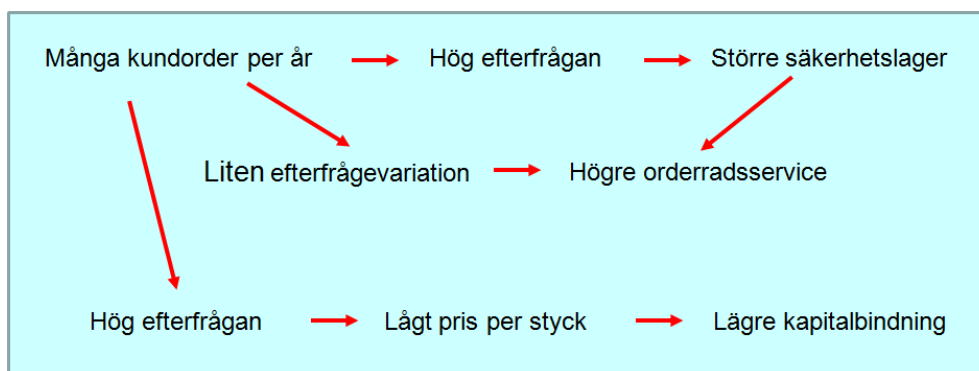 Många kundorder per år
Hög efterfrågan
Större säkerhetslager
Liten efterfrågevariation
Högre orderradsservice
Hög efterfrågan
Lågt pris per styck
Lägre kapitalbindning